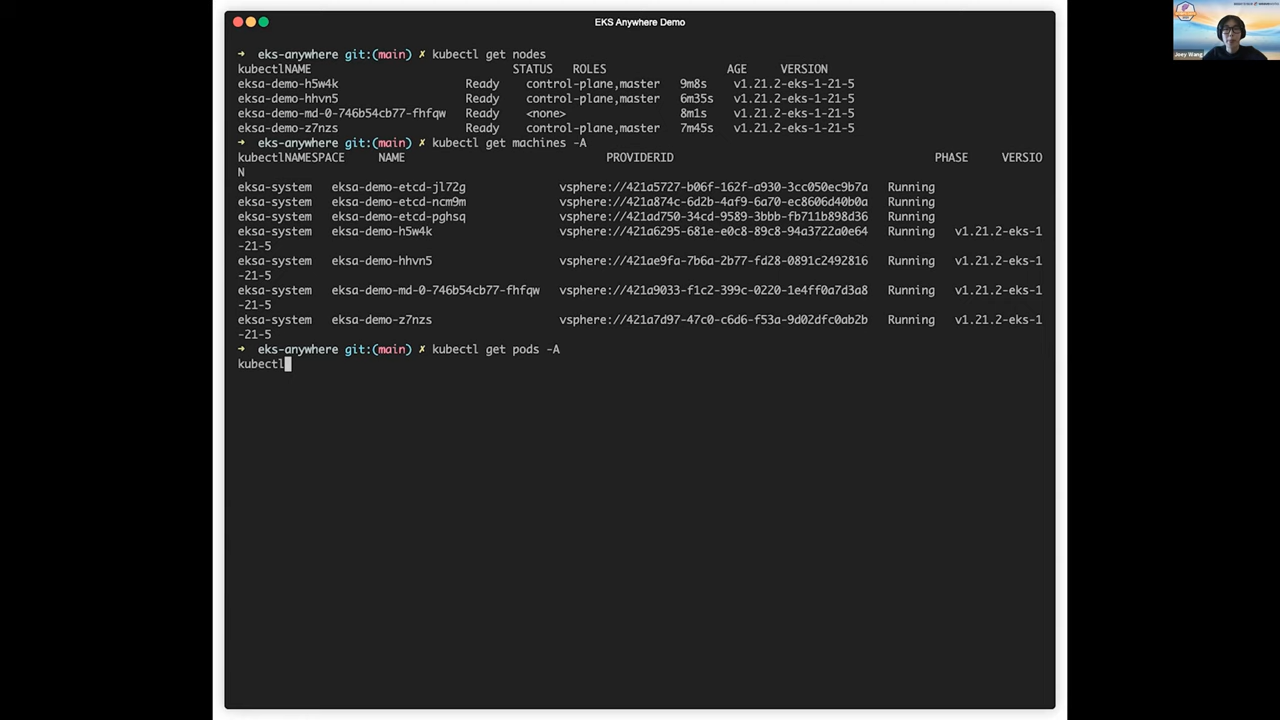 EKS Anywhere Demo
➜  eks-anywhere git:(main) ✗ kubectl get nodes
kubectlNAME STATUS ROLES AGE VERSION
eksa-demo-h5w4k Ready control-plane,master 9m8s v1.21.2-eks-1-21-5
eksa-demo-hhvn5 Ready control-plane,master 6m35s v1.21.2-eks-1-21-5
eksa-demo-md-0-746b54cb77-fhfqw Ready <none> 8m1s v1.21.2-eks-1-21-5
eksa-demo-z7nzs Ready control-plane,master 7m45s v1.21.2-eks-1-21-5
➜  eks-anywhere git:(main) ✗ kubectl get machines -A
kubectlNAMESPACE NAME PROVIDERID PHASE VERSIO
N
eksa-system eksa-demo-etcd-jl72g vsphere://421a5727-b06f-162f-a930-3cc050ec9b7a Running
eksa-system eksa-demo-etcd-ncm9m vsphere://421a874c-6d2b-4af9-6a70-ec8606d40b0a Running
eksa-system eksa-demo-etcd-pghsq vsphere://421ad750-34cd-9589-3bbb-fb711b898d36 Running
eksa-system eksa-demo-h5w4k vsphere://421a6295-681e-e0c8-89c8-94a3722a0e64 Running v1.21.2-eks-1
-21-5
eksa-system eksa-demo-hhvn5 vsphere://421ae9fa-7b6a-2b77-fd28-0891c2492816 Running v1.21.2-eks-1
-21-5
eksa-system eksa-demo-md-0-746b54cb77-fhfqw vsphere://421a9033-f1c2-399c-0220-1e4ff0a7d3a8 Running v1.21.2-eks-1
-21-5
eksa-system eksa-demo-z7nzs vsphere://421a7d97-47c0-c6d6-f53a-9d02dfc0ab2b Running v1.21.2-eks-1
-21-5
➜  eks-anywhere git:(main) ✗ kubectl get pods -A
kubectl
Joey Wang